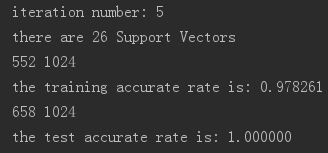 iteration number: 5
there are 26 Support Vectors
552 1024
the training accurate rate is: 0.978261
658 1024
the test accurate rate is: 1.000000